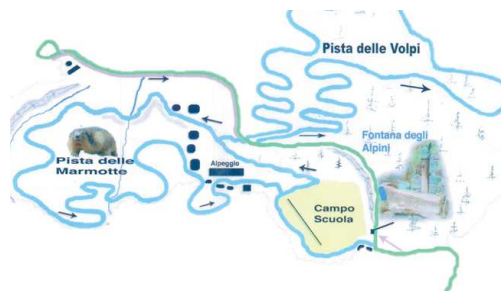 Pista delle Volpi
Fontana degli
Alpini
Pista delle
Marmotte
Alpeggio
Campo
Scuola